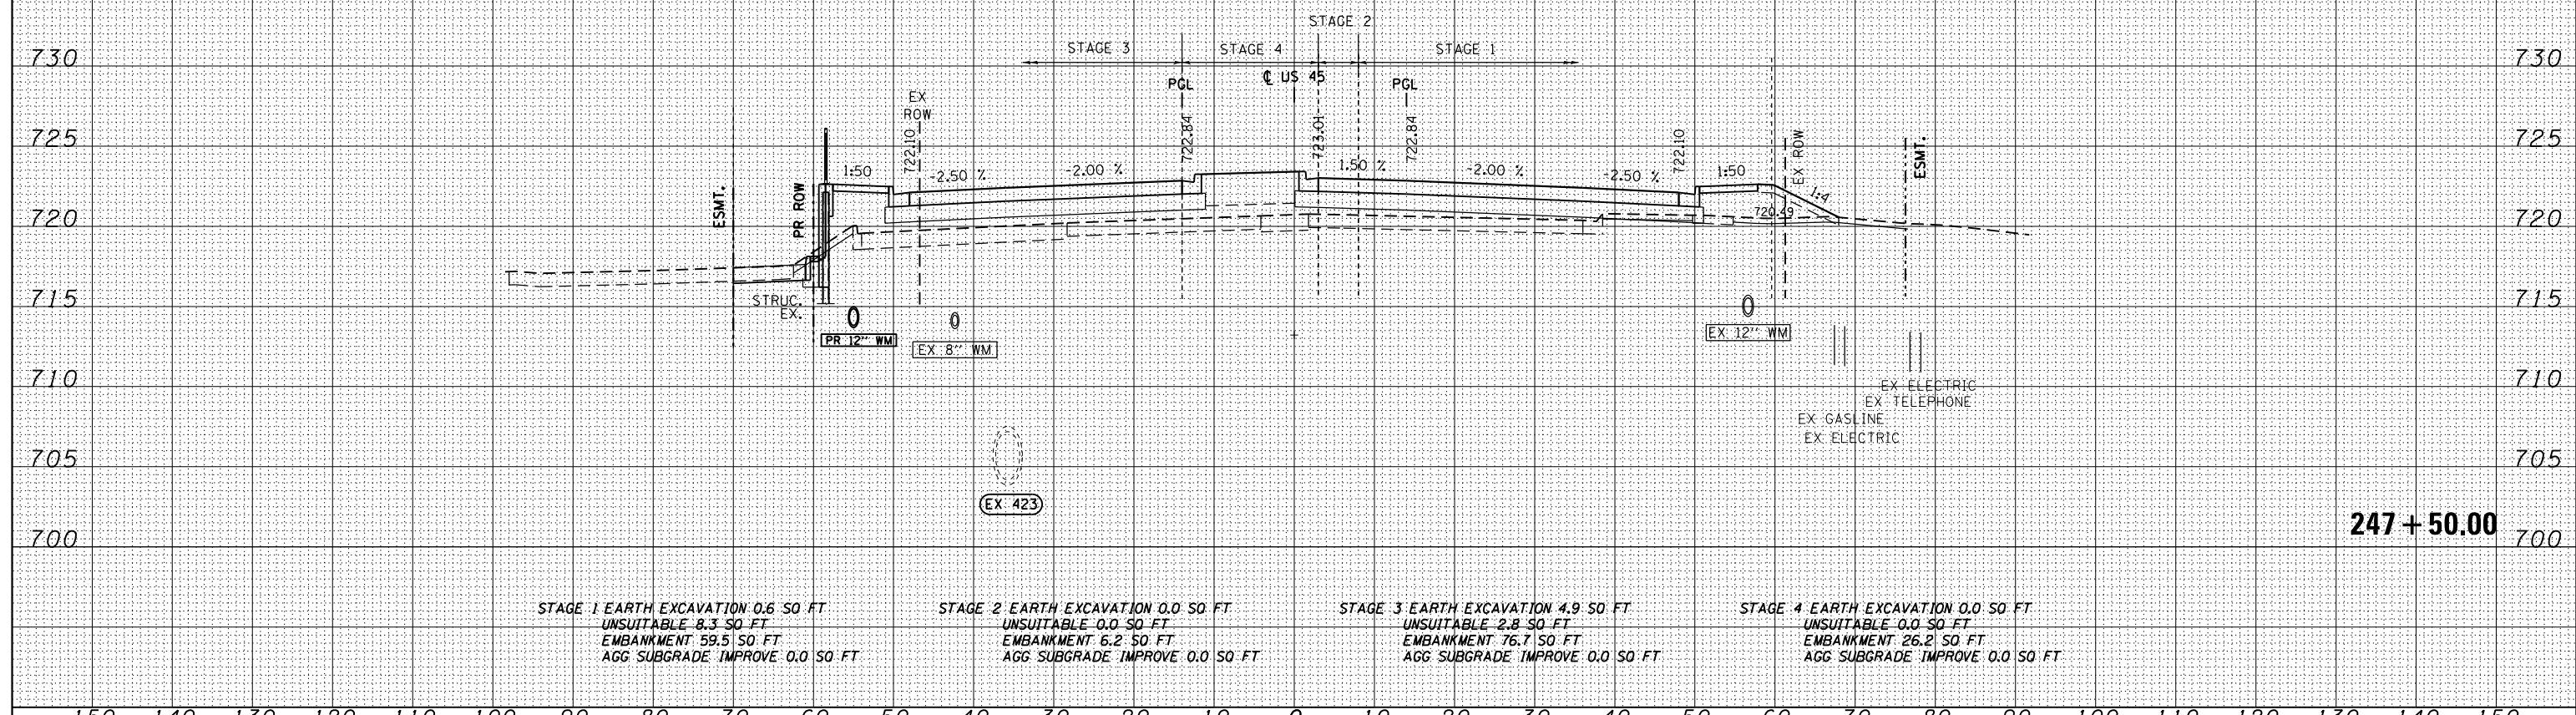 STAGE 2
STAGE 3
STAGE 4
STAGE 1
730
730
℄ US 45
PGL
PGL
EX
ROW
725
725
722.10
722.84
723.01
722.84
722.10
EX ROW
ESMT.
1:50
-2.50 %
-2.00 %
1.50 %
-2.00 %
-2.50 %
1:50
1:4
ESMT.
PR ROW
720
720
720.49
715
715
STRUC.
EX.
PR 12'' WM
EX 8'' WM
EX 12'' WM
710
710
EX ELECTRIC
EX TELEPHONE
EX GASLINE
EX ELECTRIC
705
705
EX 423
247+50.00
700
700
STAGE 1 EARTH EXCAVATION 0.6 SQ FT
UNSUITABLE 8.3 SQ FT
EMBANKMENT 59.5 SQ FT
AGG SUBGRADE IMPROVE 0.0 SQ FT
STAGE 2 EARTH EXCAVATION 0.0 SQ FT
UNSUITABLE 0.0 SQ FT
EMBANKMENT 6.2 SQ FT
AGG SUBGRADE IMPROVE 0.0 SQ FT
STAGE 3 EARTH EXCAVATION 4.9 SQ FT
UNSUITABLE 2.8 SQ FT
EMBANKMENT 76.7 SQ FT
AGG SUBGRADE IMPROVE 0.0 SQ FT
STAGE 4 EARTH EXCAVATION 0.0 SQ FT
UNSUITABLE 0.0 SQ FT
EMBANKMENT 26.2 SQ FT
AGG SUBGRADE IMPROVE 0.0 SQ FT